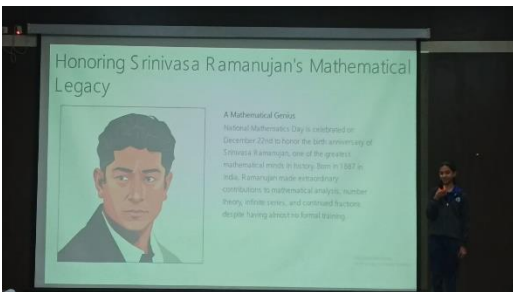 Honoring Srinivasa Ramanujan's Mathematical
Legacy
A Mathematical Genius
National Mathematics Day is celebrated on
December 22nd to honor the birth anniversary of
Srinivasa Ramanujan, one of the greatest
mathematical minds in history. Born in 1887 in
India, Ramanujan made extraordinary
contributions to mathematical analysis, number
theory, infinite series, and continued fractions,
despite having almost no formal training.